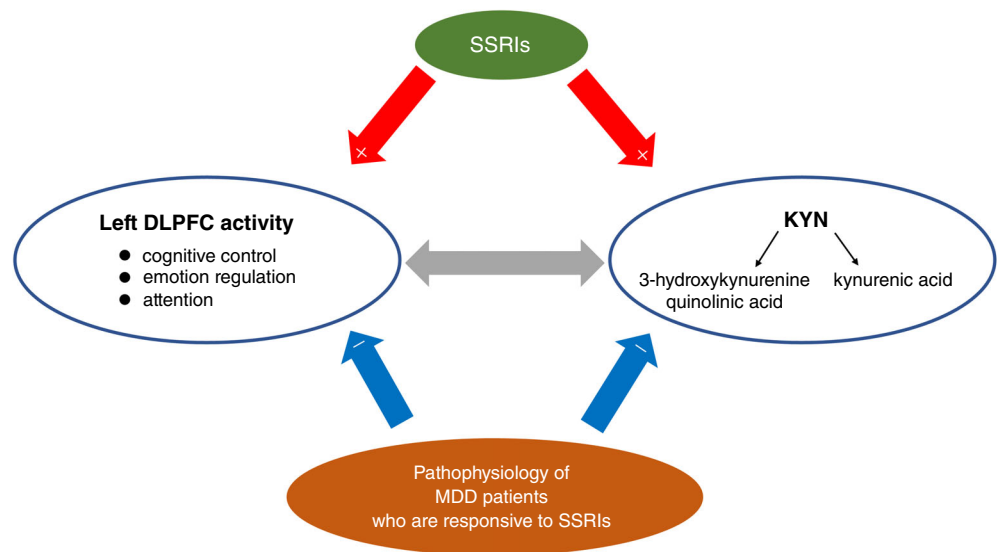 SSRIs
+
+
Left DLPFC activity
● cognitive control
● emotion regulation
● attention
KYN
3-hydroxykynurenine
quinolinic acid
kynurenic acid
−
−
Pathophysiology of
MDD patients
who are responsive to SSRIs